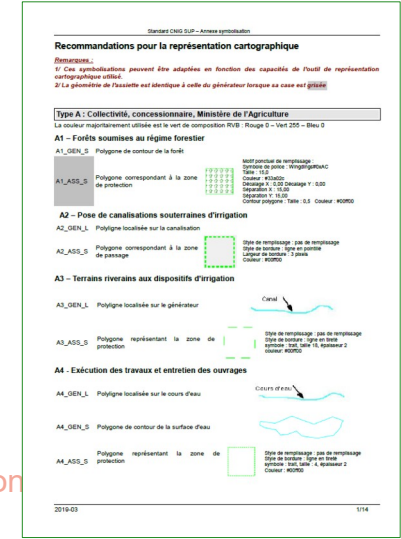 Standard CNIG SUP – Annexe symbolisation
Recommandations pour la représentation cartographique
Remarques :
1/ Ces symbolisations peuvent être adaptées en fonction des capacités de l'outil de représentation
cartographique utilisé.
2/ La géométrie de l'assiette est identique à celle du générateur lorsque sa case est grisée
Type A : Collectivité, concessionnaire, Ministère de l'Agriculture
La couleur majoritairement utilisée est le vert de composition RVB : Rouge 0 – Vert 255 – Bleu 0
A1 – Forêts soumises au régime forestier
A1_GEN_S Polygone de contour de la forêt
A1_ASS_S Polygone correspondant à la zone
de protection
Motif ponctuel de remplissage :
Symbole de police : Wingdings#0xAC
Taille : 15,0
Couleur : #33a02c
Décalage X : 0,00 Décalage Y : 0,00
Séparation X : 15,00
Séparation Y: 15,00
Contour polygone : Taille : 0,5 Couleur : #00ff00
A2 – Pose de canalisations souterraines d'irrigation
A2_GEN_L Polyligne localisée sur la canalisation
A2_ASS_S Polygone correspondant à la zone
de passage
Style de remplissage : pas de remplissage
Style de bordure : ligne en pointillé
Largeur de bordure : 3 pixels
Couleur : #00ff00
A3 – Terrains riverains aux dispositifs d'irrigation
A3_GEN_L Polyligne localisée sur le générateur
Canal
A3_ASS_S Polygone représentant la zone de
protection
Style de remplissage : pas de remplissage
Style de bordure : ligne en tireté
symbole : trait, taille 16, épaisseur 2
couleur: #00ff00
A4 - Exécution des travaux et entretien des ouvrages
A4_GEN_L Polyligne localisée sur le cours d'eau
Cours d'eau
A4_GEN_S Polygone de contour de la surface d'eau
A4_ASS_S Polygone représentant la zone de
protection
Style de remplissage : pas de remplissage
Style de bordure : ligne en tireté
symbole : trait, taille : 4, épaisseur 2
Couleur : #00ff00
on
2019-03 1/14